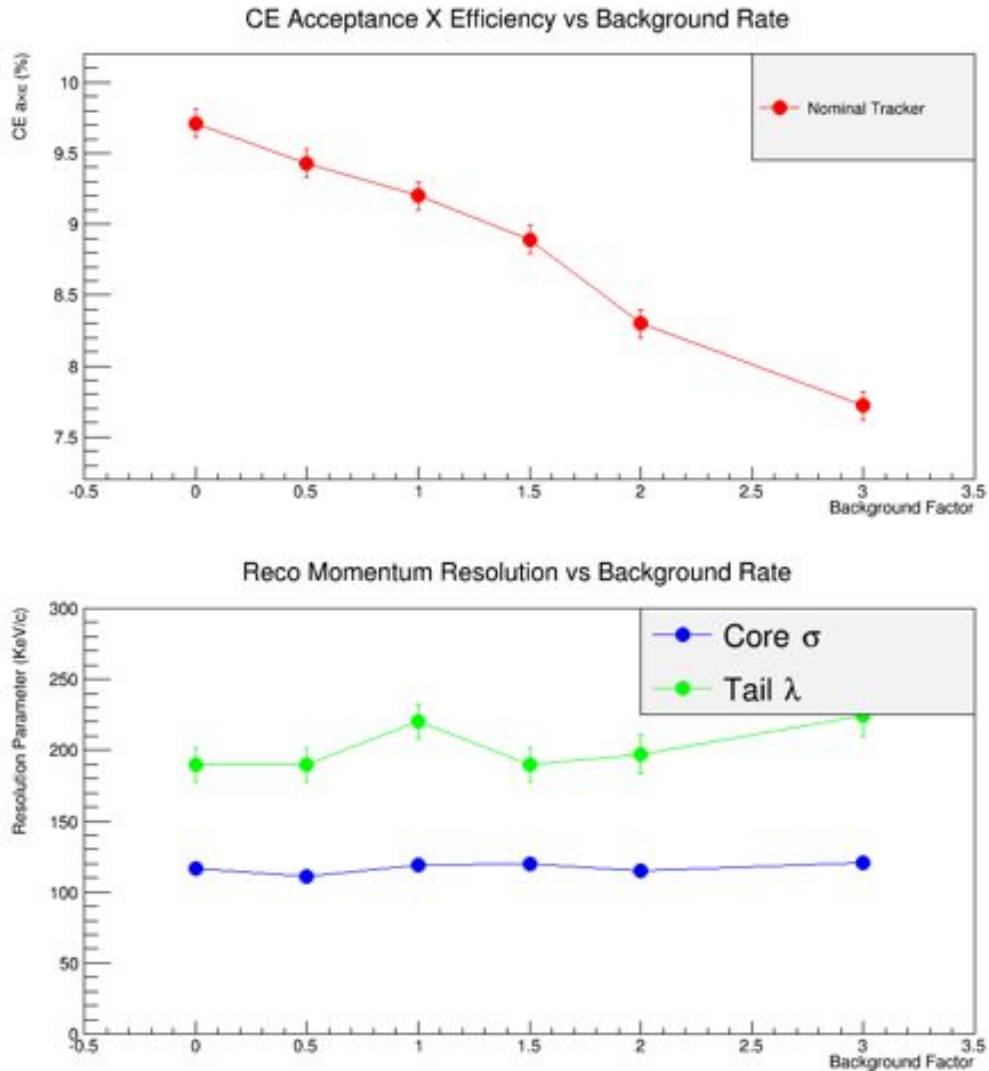 CE Acceptance X Efficiency vs Background Rate
CE axε (%)
10
9.5
9
8.5
8
7.5
Nominal Tracker
-0.5 0 0.5 1 1.5 2 2.5 3 3.5
Background Factor
Reco Momentum Resolution vs Background Rate
Resolution Parameter (KeV/c)
300
250
200
150
100
50
0
Core σ
Tail λ
-0.5 0 0.5 1 1.5 2 2.5 3 3.5
Background Factor